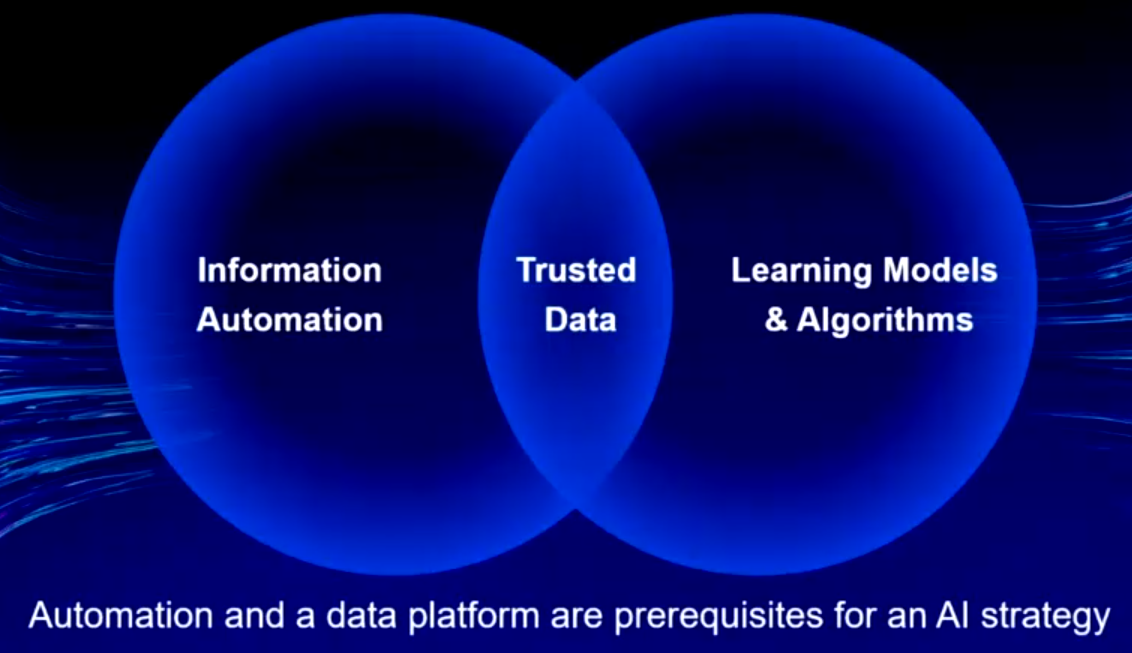 Information
Automation
Trusted
Data
Learning Models
& Algorithms
Automation and a data platform are prerequisites for an AI strategy